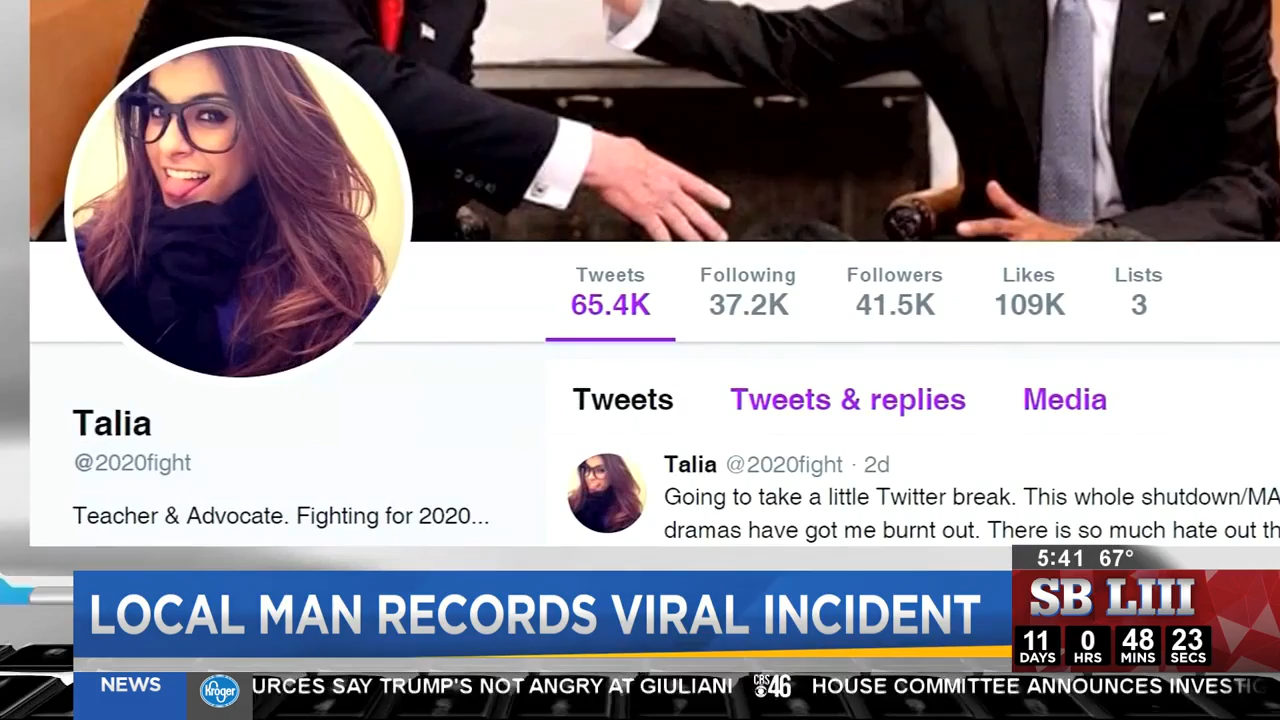 Tweets Following Followers Likes Lists
65.4K 37.2K 41.5K 109K 3
Talia
@2020fight
Teacher & Advocate. Fighting for 2020...
Tweets Tweets & replies Media
Talia @2020fight · 2d
Going to take a little Twitter break. This whole shutdown/MA
dramas have got me burnt out. There is so much hate out th
5:41 67°
SB LIII
11 0 48 23
DAYS HRS MINS SECS
LOCAL MAN RECORDS VIRAL INCIDENT
NEWS Kroger URCES SAY TRUMP'S NOT ANGRY AT GIULIANI CBS46 HOUSE COMMITTEE ANNOUNCES INVESTIG